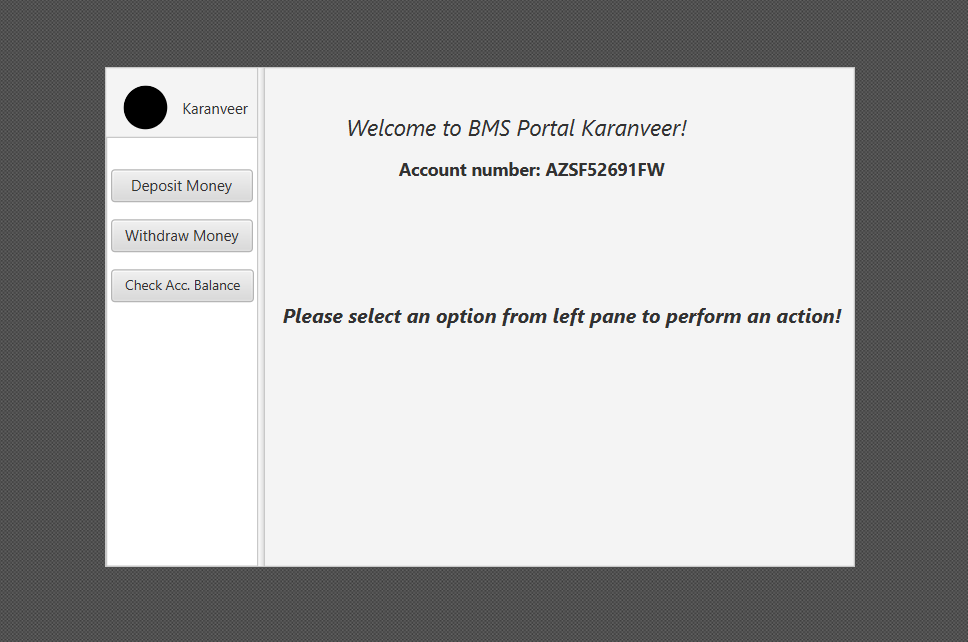 Karanveer
Deposit Money
Withdraw Money
Check Acc. Balance
Welcome to BMS Portal Karanveer!
Account number: AZSF52691FW
Please select an option from left pane to perform an action!